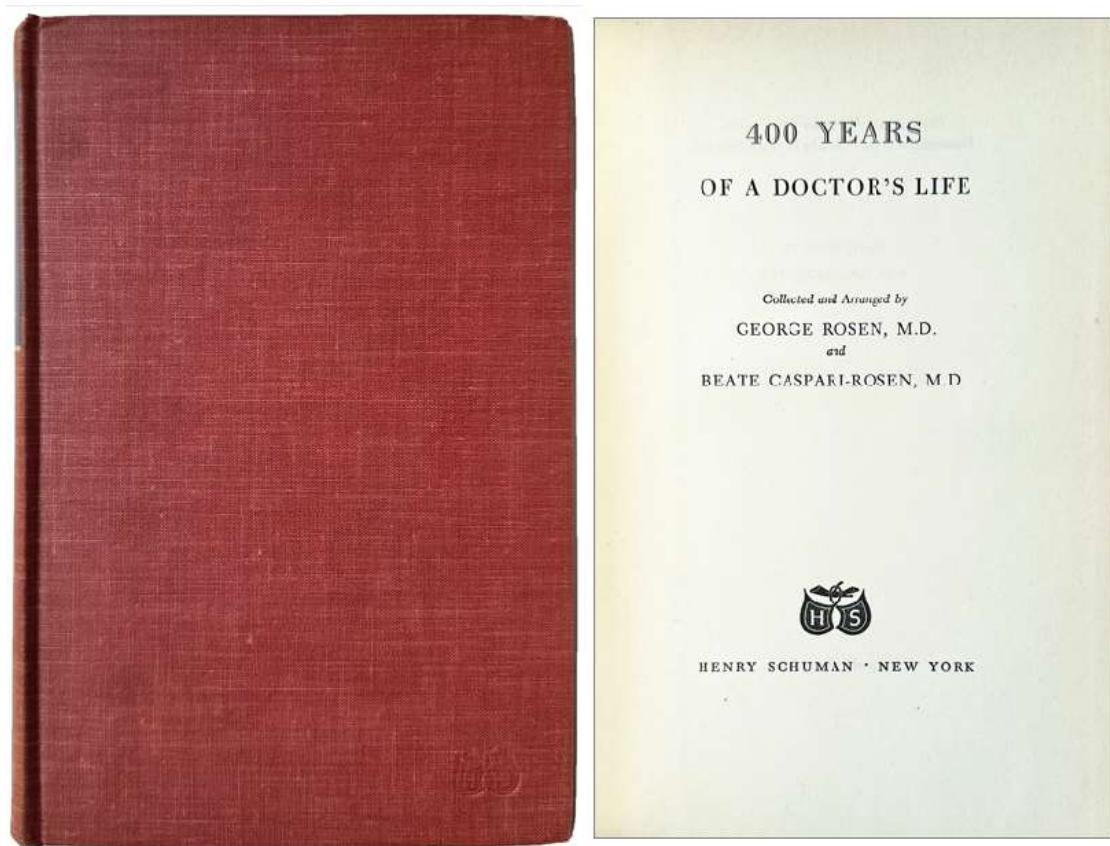 400 YEARS
OF A DOCTOR'S LIFE
Collected and Arranged by
GEORGE ROSEN, M.D.
and
BEATE CASPARI-ROSEN, M.D
H S
HENRY SCHUMAN · NEW YORK